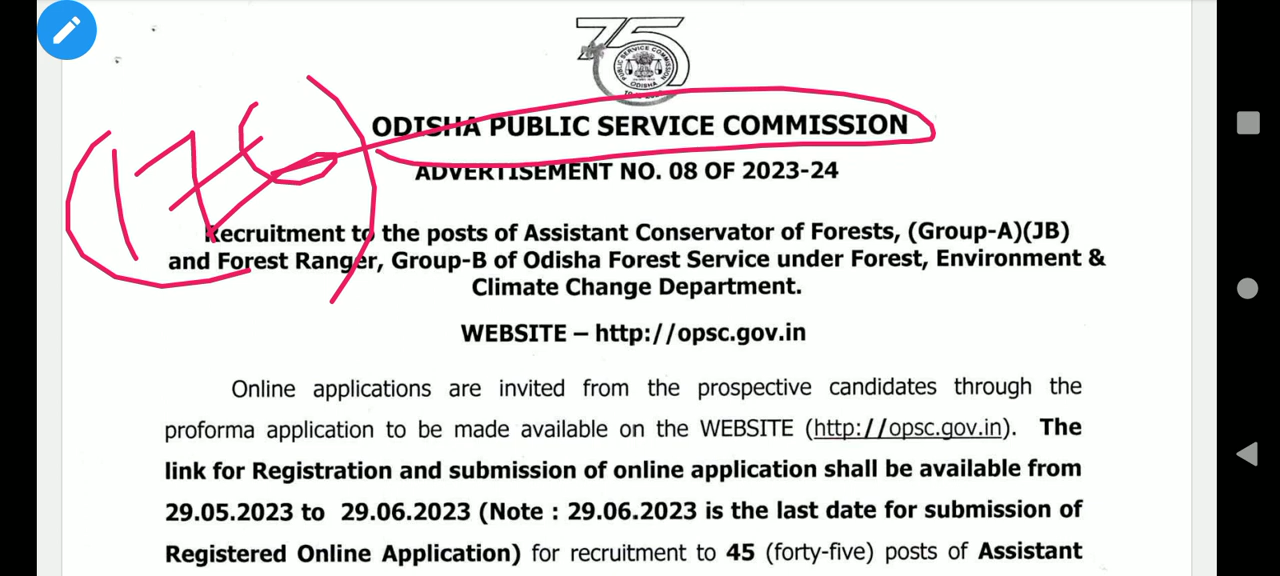 75
PUBLIC SERVICE COMMISSION
ODISHA
ODISHA PUBLIC SERVICE COMMISSION
ADVERTISEMENT NO. 08 OF 2023-24
Recruitment to the posts of Assistant Conservator of Forests, (Group-A)(JB)
and Forest Ranger, Group-B of Odisha Forest Service under Forest, Environment &
Climate Change Department.
WEBSITE – http://opsc.gov.in
Online applications are invited from the prospective candidates through the
proforma application to be made available on the WEBSITE (http://opsc.gov.in). The
link for Registration and submission of online application shall be available from
29.05.2023 to 29.06.2023 (Note : 29.06.2023 is the last date for submission of
Registered Online Application) for recruitment to 45 (forty-five) posts of Assistant